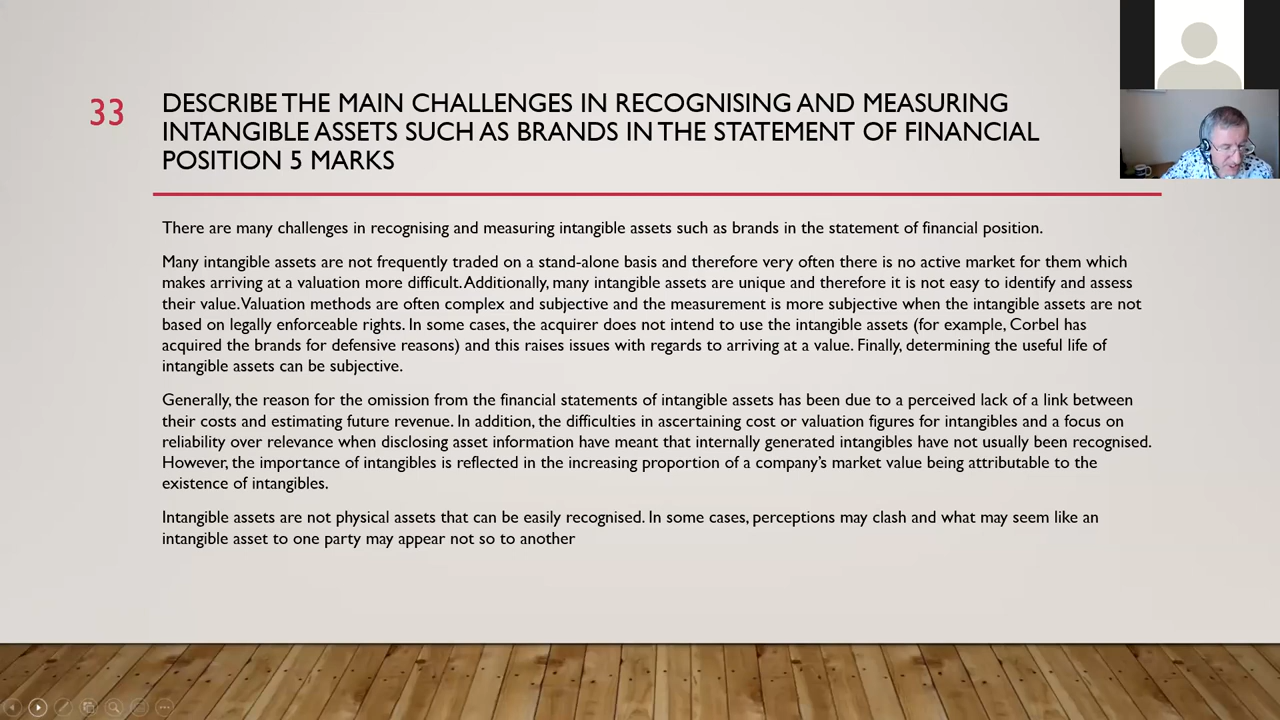 33
DESCRIBE THE MAIN CHALLENGES IN RECOGNISING AND MEASURING
INTANGIBLE ASSETS SUCH AS BRANDS IN THE STATEMENT OF FINANCIAL
POSITION 5 MARKS
There are many challenges in recognising and measuring intangible assets such as brands in the statement of financial position.
Many intangible assets are not frequently traded on a stand-alone basis and therefore very often there is no active market for them which
makes arriving at a valuation more difficult. Additionally, many intangible assets are unique and therefore it is not easy to identify and assess
their value. Valuation methods are often complex and subjective and the measurement is more subjective when the intangible assets are not
based on legally enforceable rights. In some cases, the acquirer does not intend to use the intangible assets (for example, Corbel has
acquired the brands for defensive reasons) and this raises issues with regards to arriving at a value. Finally, determining the useful life of
intangible assets can be subjective.
Generally, the reason for the omission from the financial statements of intangible assets has been due to a perceived lack of a link between
their costs and estimating future revenue. In addition, the difficulties in ascertaining cost or valuation figures for intangibles and a focus on
reliability over relevance when disclosing asset information have meant that internally generated intangibles have not usually been recognised.
However, the importance of intangibles is reflected in the increasing proportion of a company's market value being attributable to the
existence of intangibles.
Intangible assets are not physical assets that can be easily recognised. In some cases, perceptions may clash and what may seem like an
intangible asset to one party may appear not so to another